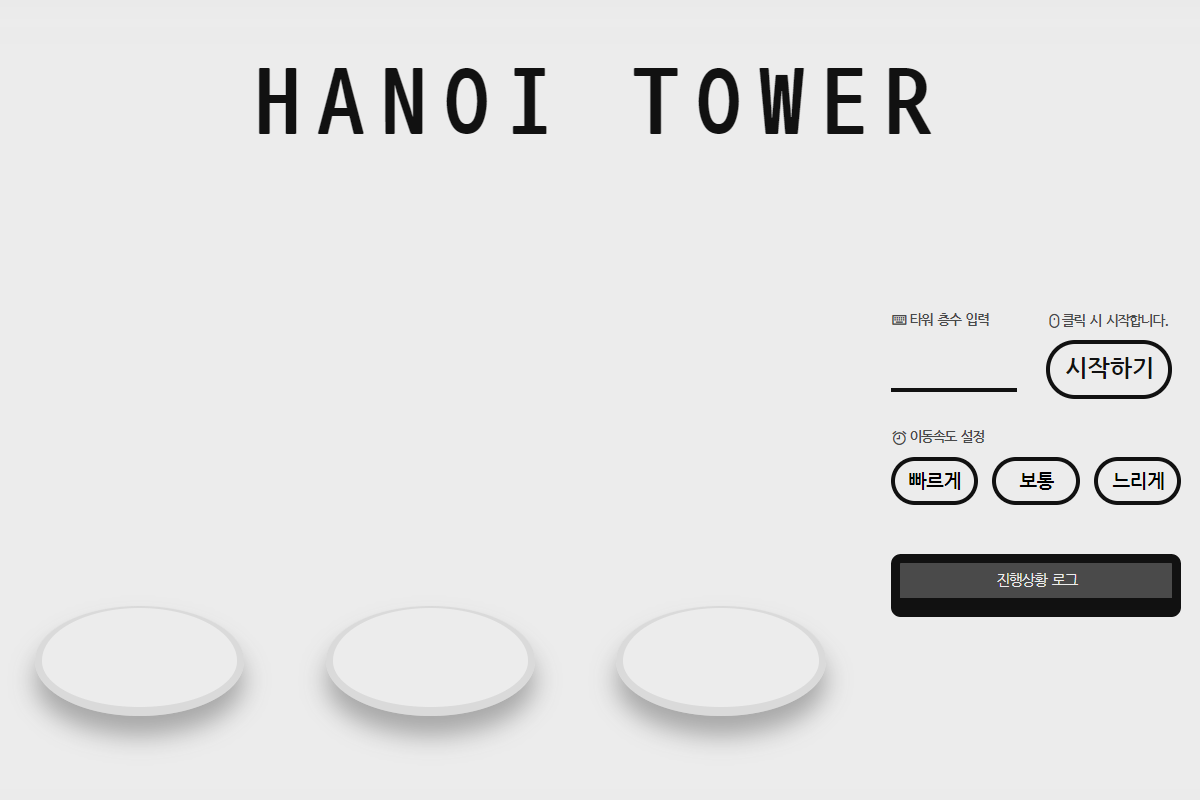 HANOI TOWER
타워 층수 입력
클릭 시 시작합니다.
시작하기
이동속도 설정
빠르게
보통
느리게
진행상황 로그